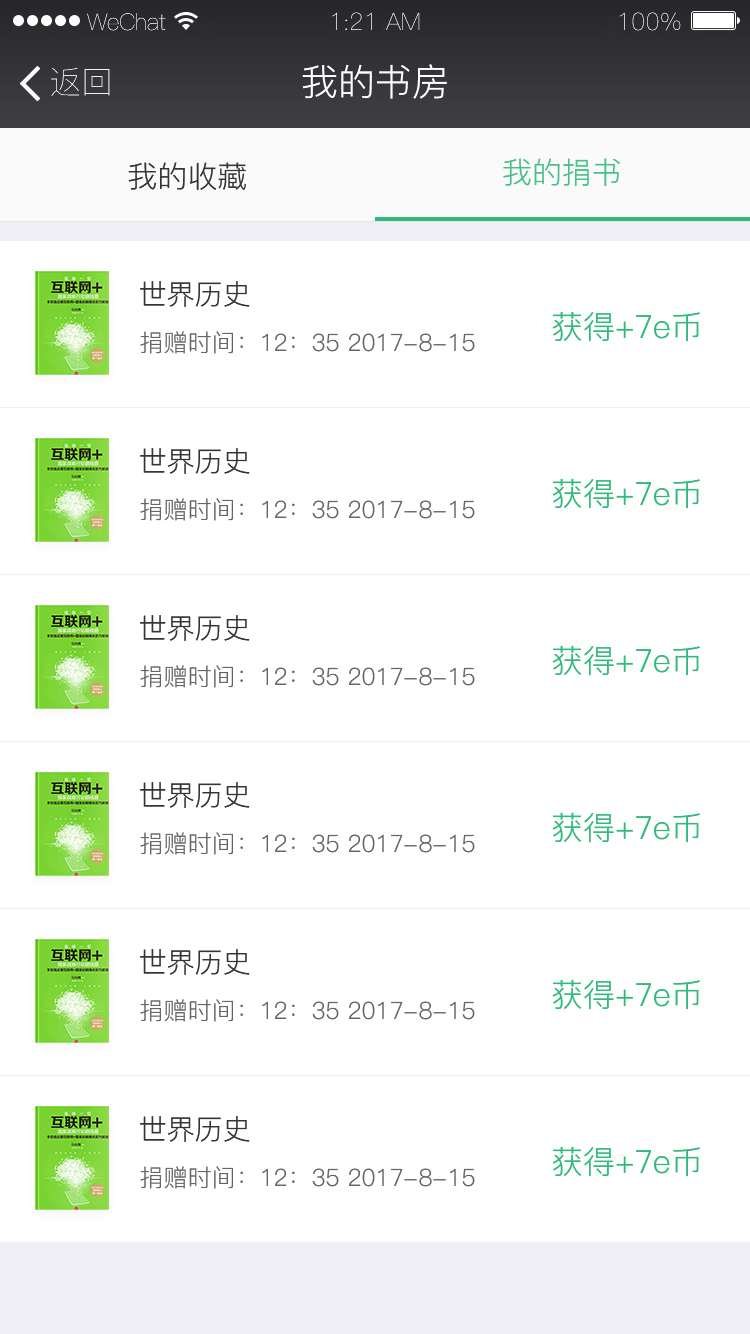 WeChat 1:21 AM 100%
返回 我的书房
我的收藏 我的捐书
互联网+
世界历史
捐赠时间：12：35 2017-8-15
获得+7e币
互联网+
世界历史
捐赠时间：12：35 2017-8-15
获得+7e币
互联网+
世界历史
捐赠时间：12：35 2017-8-15
获得+7e币
互联网+
世界历史
捐赠时间：12：35 2017-8-15
获得+7e币
互联网+
世界历史
捐赠时间：12：35 2017-8-15
获得+7e币
互联网+
世界历史
捐赠时间：12：35 2017-8-15
获得+7e币